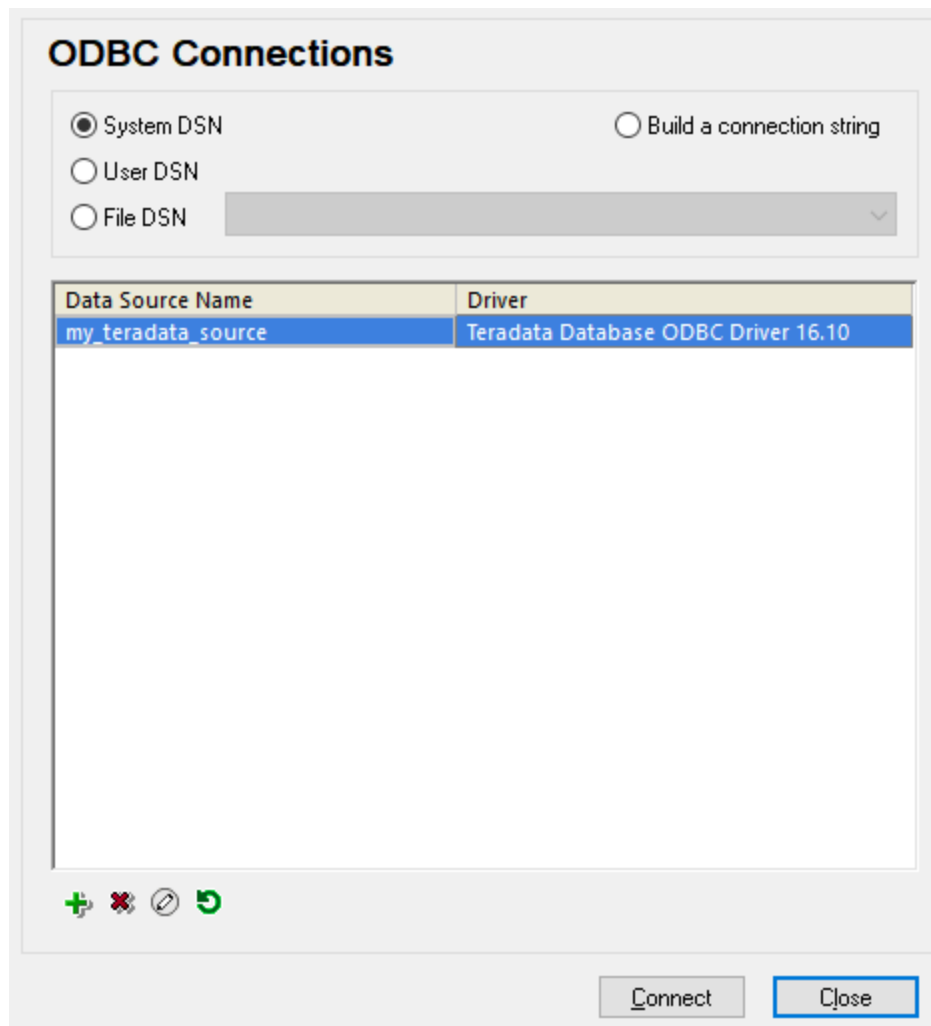 ODBC Connections
System DSN
Build a connection string
User DSN
File DSN
Data Source Name Driver
my_teradata_source Teradata Database ODBC Driver 16.10
Connect Close